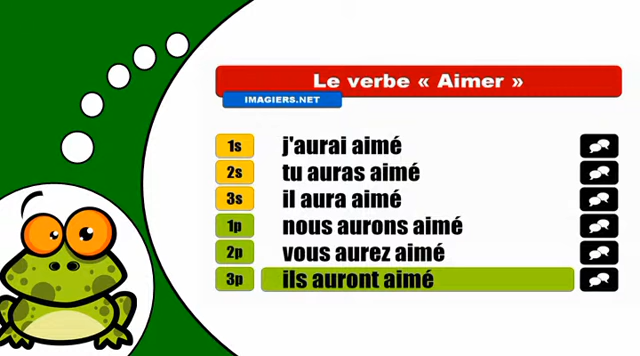 Le verbe « Aimer »
IMAGIERS.NET
1s j'aurai aimé
2s tu auras aimé
3s il aura aimé
1p nous aurons aimé
2p vous aurez aimé
3p ils auront aimé